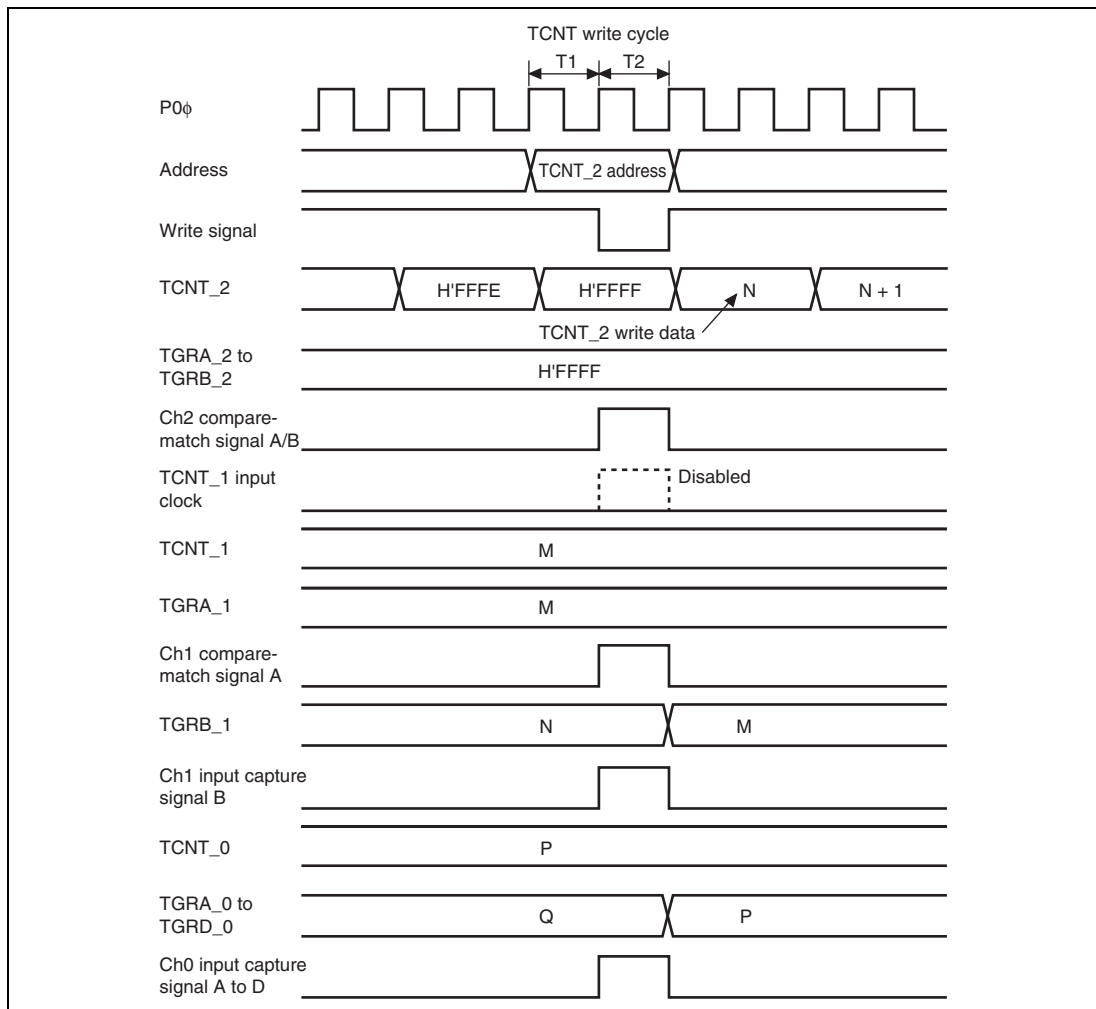 TCNT write cycle
T1 T2
P0ϕ
Address
TCNT_2 address
Write signal
TCNT_2
H'FFFE H'FFFF N N + 1
TCNT_2 write data
TGRA_2 to
TGRB_2
H'FFFF
Ch2 compare-
match signal A/B
TCNT_1 input
clock
Disabled
TCNT_1
M
TGRA_1
M
Ch1 compare-
match signal A
TGRB_1
N M
Ch1 input capture
signal B
TCNT_0
P
TGRA_0 to
TGRD_0
Q P
Ch0 input capture
signal A to D